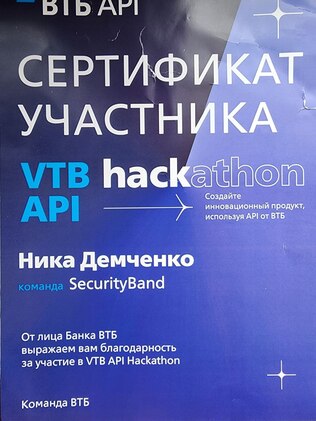 ВТБ API
СЕРТИФИКАТ
УЧАСТНИКА
VTB hackathon
API
Создайте
инновационный продукт,
используя API от ВТБ
Ника Демченко
команда SecurityBand
От лица Банка ВТБ
выражаем вам благодарность
за участие в VTB API Hackathon
Команда ВТБ